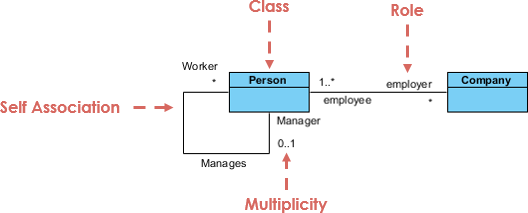 Class
Role
Worker
*
Person
1..*
employer
Company
Self Association
employee
*
Manager
0..1
Manages
Multiplicity